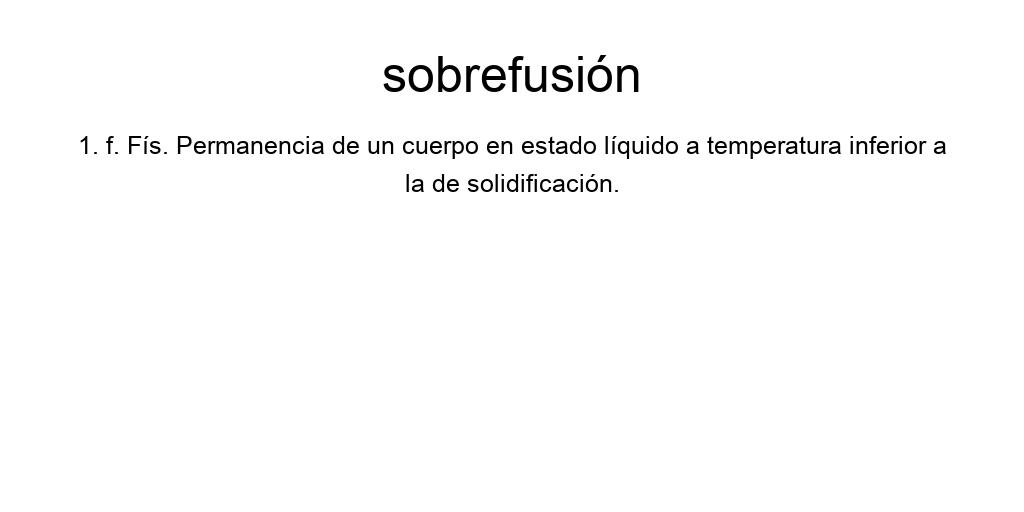 sobrefusión
1. f. Fís. Permanencia de un cuerpo en estado líquido a temperatura inferior a
la de solidificación.